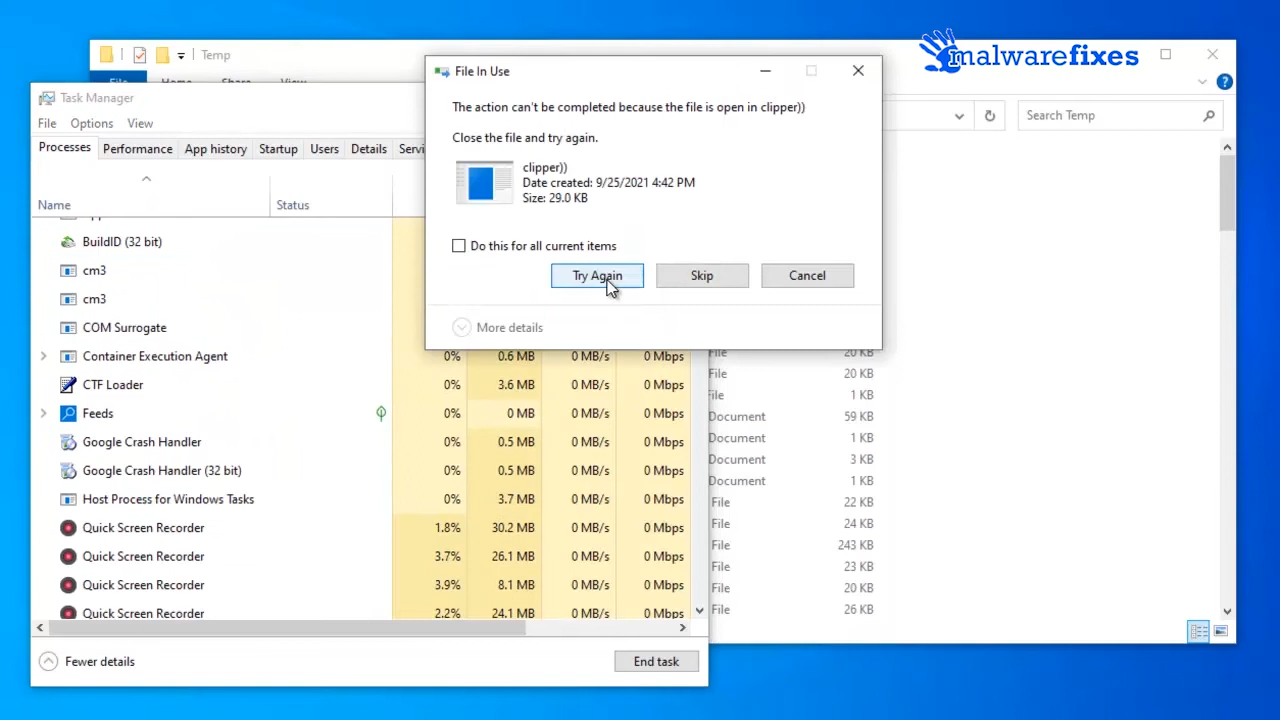 Temp
malwarefixes
File Home Share View
Search Temp
Task Manager
File Options View
Processes Performance App history Startup Users Details Servi
Name Status
BuildID (32 bit)
cm3
cm3
COM Surrogate
Container Execution Agent 0% 0.6 MB 0 MB/s 0 Mbps
CTF Loader 0% 3.6 MB 0 MB/s 0 Mbps
Feeds 0% 0 MB 0 MB/s 0 Mbps
Google Crash Handler 0% 0.5 MB 0 MB/s 0 Mbps
Google Crash Handler (32 bit) 0% 0.5 MB 0 MB/s 0 Mbps
Host Process for Windows Tasks 0% 3.7 MB 0 MB/s 0 Mbps
Quick Screen Recorder 1.8% 30.2 MB 0 MB/s 0 Mbps
Quick Screen Recorder 3.7% 26.1 MB 0 MB/s 0 Mbps
Quick Screen Recorder 3.9% 8.1 MB 0 MB/s 0 Mbps
Quick Screen Recorder 2.2% 24.1 MB 0 MB/s 0 Mbps
Fewer details
End task
File In Use
The action can't be completed because the file is open in clipper))
Close the file and try again.
clipper))
Date created: 9/25/2021 4:42 PM
Size: 29.0 KB
Do this for all current items
Try Again Skip Cancel
More details
File 20 KB
File 20 KB
File 1 KB
Document 59 KB
Document 1 KB
Document 3 KB
Document 1 KB
File 22 KB
File 24 KB
File 243 KB
File 23 KB
File 20 KB
File 26 KB